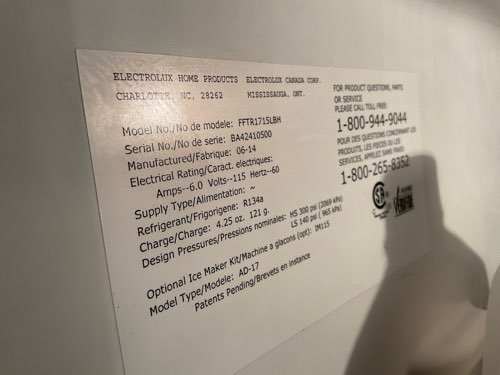 ELECTROLUX HOME PRODUCTS ELECTROLUX CANADA CORP.
CHARLOTTE, NC, 28262 MISSISSAUGA, ONT.
FOR PRODUCT QUESTIONS, PARTS
OR SERVICE
PLEASE CALL TOLL FREE:
1-800-944-9044
POUR DES QUESTIONS CONCERNANT LES
PRODUITS, LES PIECES OU LES
SERVICES, APPELEZ SANS FRAIS:
1-800-265-8352
Model No./No de modele: FFTR1715LBH
Serial No./No de serie: BA42410500
Manufactured/Fabrique: 06-14
Electrical Rating/Caract. electriques:
Amps--6.0 Volts--115 Hertz--60
Supply Type/Alimentation: ~
Refrigerant/Frigorigene: R134a
Charge/Charge: 4.25 oz. 121 g.
Design Pressures/Pressions nominales: HS 300 psi (2069 kPa)
LS 140 psi ( 965 kPa)
Optional Ice Maker Kit/Machine a glacons (opt): IM115
Model Type/Modele: AD-17
Patents Pending/Brevets en instance